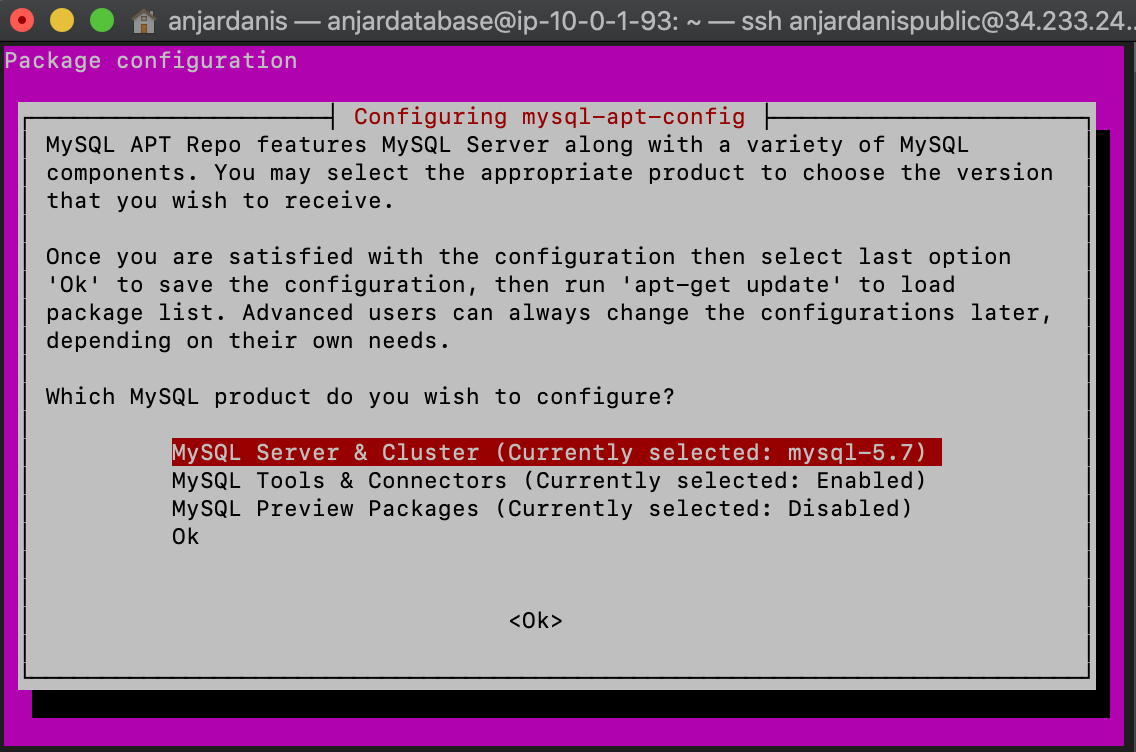 anjardanis — anjardatabase@ip-10-0-1-93: ~ — ssh anjardanispublic@34.233.24...
Package configuration
Configuring mysql-apt-config
MySQL APT Repo features MySQL Server along with a variety of MySQL
components. You may select the appropriate product to choose the version
that you wish to receive.
Once you are satisfied with the configuration then select last option
'Ok' to save the configuration, then run 'apt-get update' to load
package list. Advanced users can always change the configurations later,
depending on their own needs.
Which MySQL product do you wish to configure?
MySQL Server & Cluster (Currently selected: mysql-5.7)
MySQL Tools & Connectors (Currently selected: Enabled)
MySQL Preview Packages (Currently selected: Disabled)
Ok
<Ok>